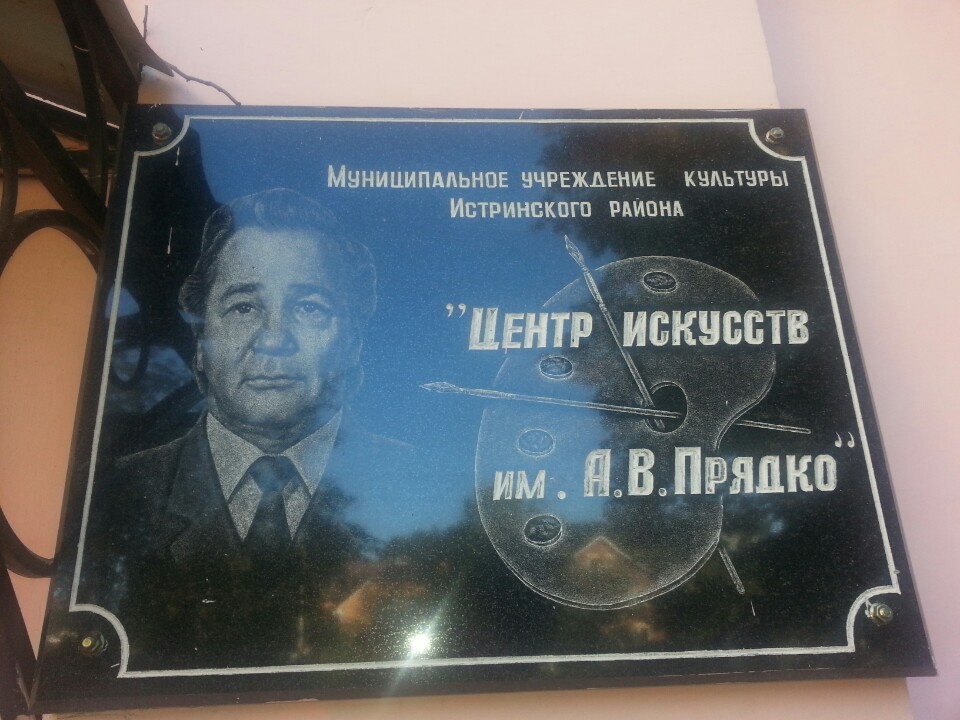 Муниципальное учреждение культуры
Истринского района
"Центр искусств
им. А.В.Прядко"